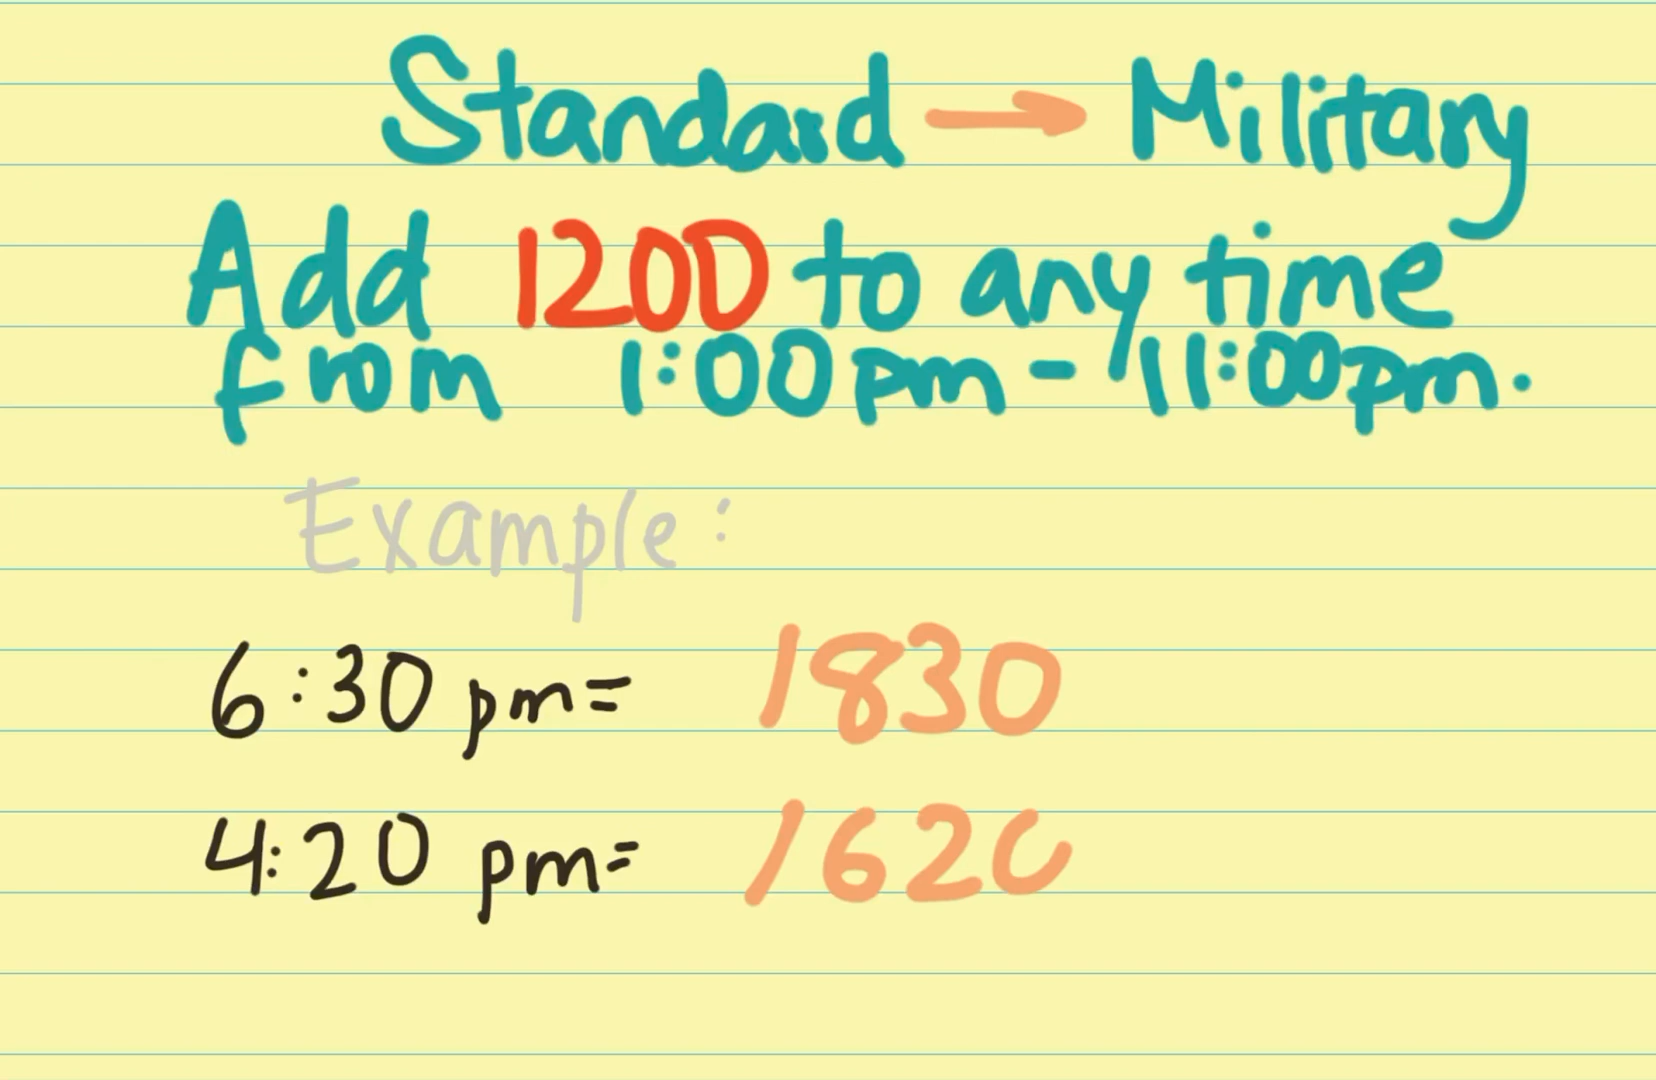 Standard → Military
Add 1200 to any time
from 1:00pm - 11:00pm.
Example:
6:30 pm= 1830
4:20 pm= 1620